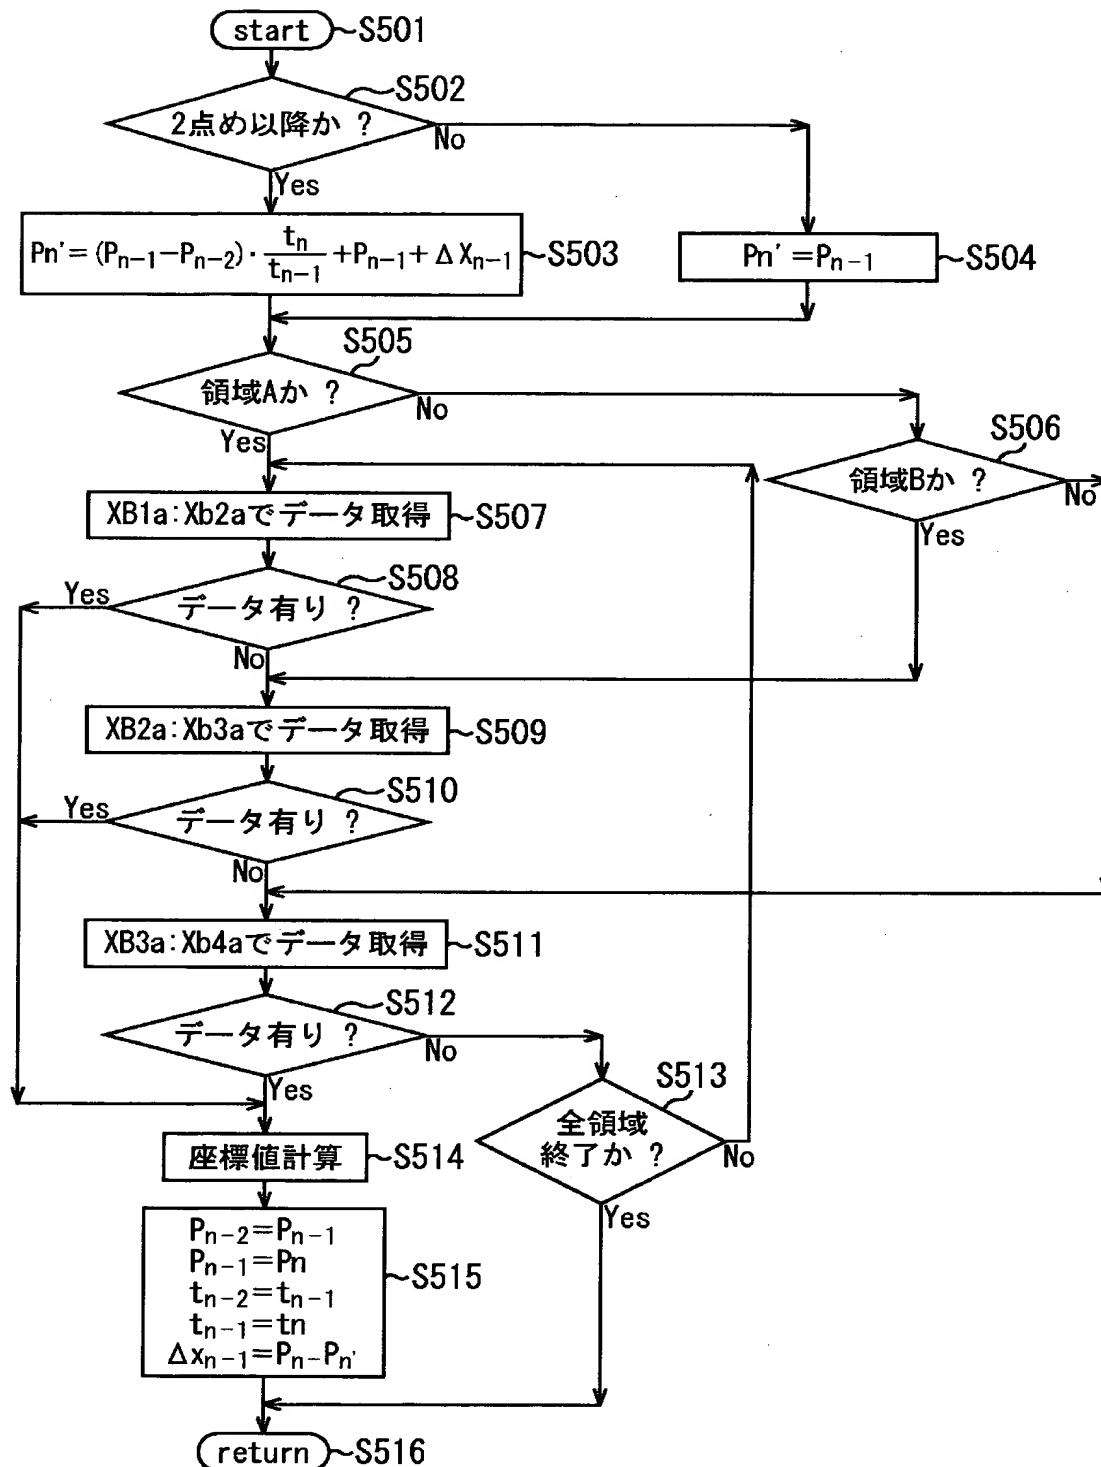 start
S501
2点め以降か ?
S502
No
Yes
Pn'=(Pn-1−Pn-2)・tn/tn-1+Pn-1+ΔXn-1
S503
Pn'=Pn-1
S504
S505
領域Aか ?
No
Yes
S506
領域Bか ?
No
Yes
XB1a:Xb2aでデータ取得
S507
S508
Yes
データ有り ?
No
XB2a:Xb3aでデータ取得
S509
S510
Yes
データ有り ?
No
XB3a:Xb4aでデータ取得
S511
S512
データ有り ?
No
Yes
S513
全領域
終了か ?
No
Yes
座標値計算
S514
Pn-2=Pn-1
Pn-1=Pn
tn-2=tn-1
tn-1=tn
Δxn-1=Pn−Pn'
S515
return
S516